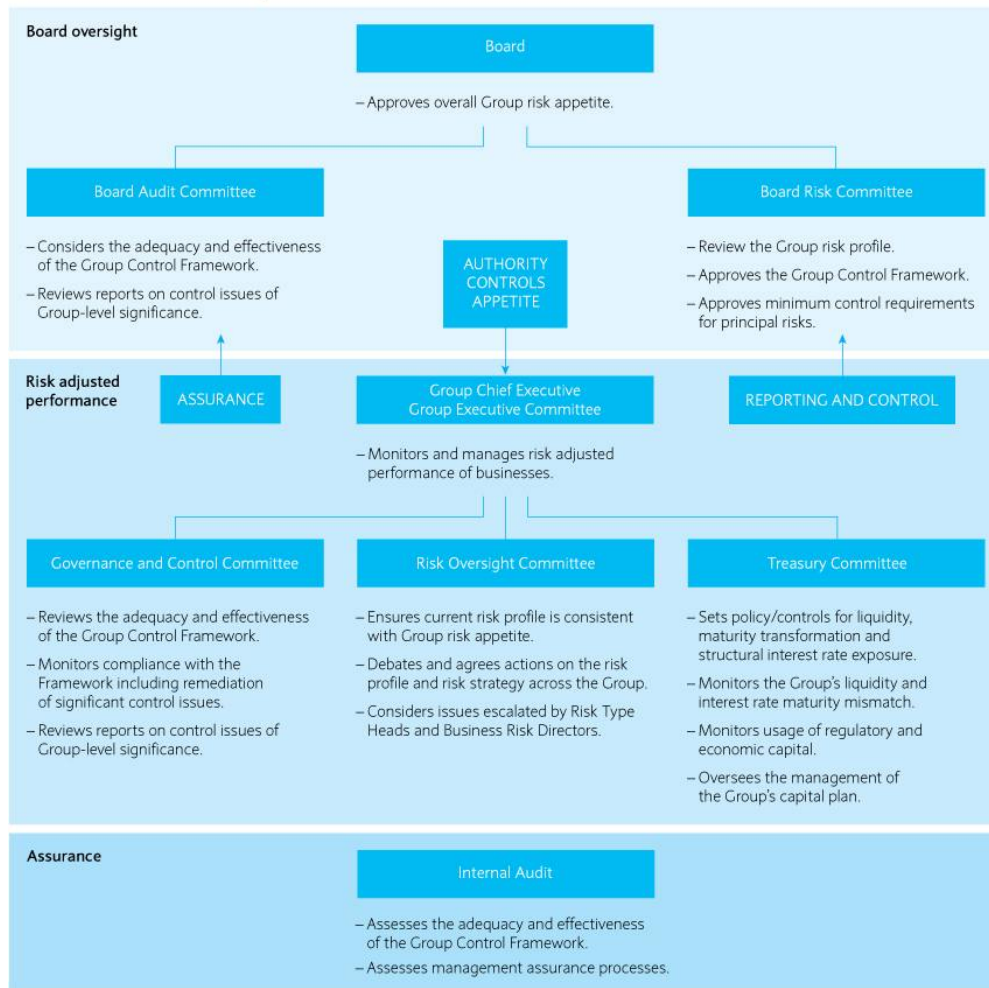 Board oversight
Board
– Approves overall Group risk appetite.
Board Audit Committee
– Considers the adequacy and effectiveness
of the Group Control Framework.
– Reviews reports on control issues of
Group-level significance.
AUTHORITY
CONTROLS
APPETITE
Board Risk Committee
– Review the Group risk profile.
– Approves the Group Control Framework.
– Approves minimum control requirements
for principal risks.
Risk adjusted
performance
ASSURANCE
Group Chief Executive
Group Executive Committee
REPORTING AND CONTROL
– Monitors and manages risk adjusted
performance of businesses.
Governance and Control Committee
– Reviews the adequacy and effectiveness
of the Group Control Framework.
– Monitors compliance with the
Framework including remediation
of significant control issues.
– Reviews reports on control issues of
Group-level significance.
Risk Oversight Committee
– Ensures current risk profile is consistent
with Group risk appetite.
– Debates and agrees actions on the risk
profile and risk strategy across the Group.
– Considers issues escalated by Risk Type
Heads and Business Risk Directors.
Treasury Committee
– Sets policy/controls for liquidity,
maturity transformation and
structural interest rate exposure.
– Monitors the Group's liquidity and
interest rate maturity mismatch.
– Monitors usage of regulatory and
economic capital.
– Oversees the management of
the Group's capital plan.
Assurance
Internal Audit
– Assesses the adequacy and effectiveness
of the Group Control Framework.
– Assesses management assurance processes.